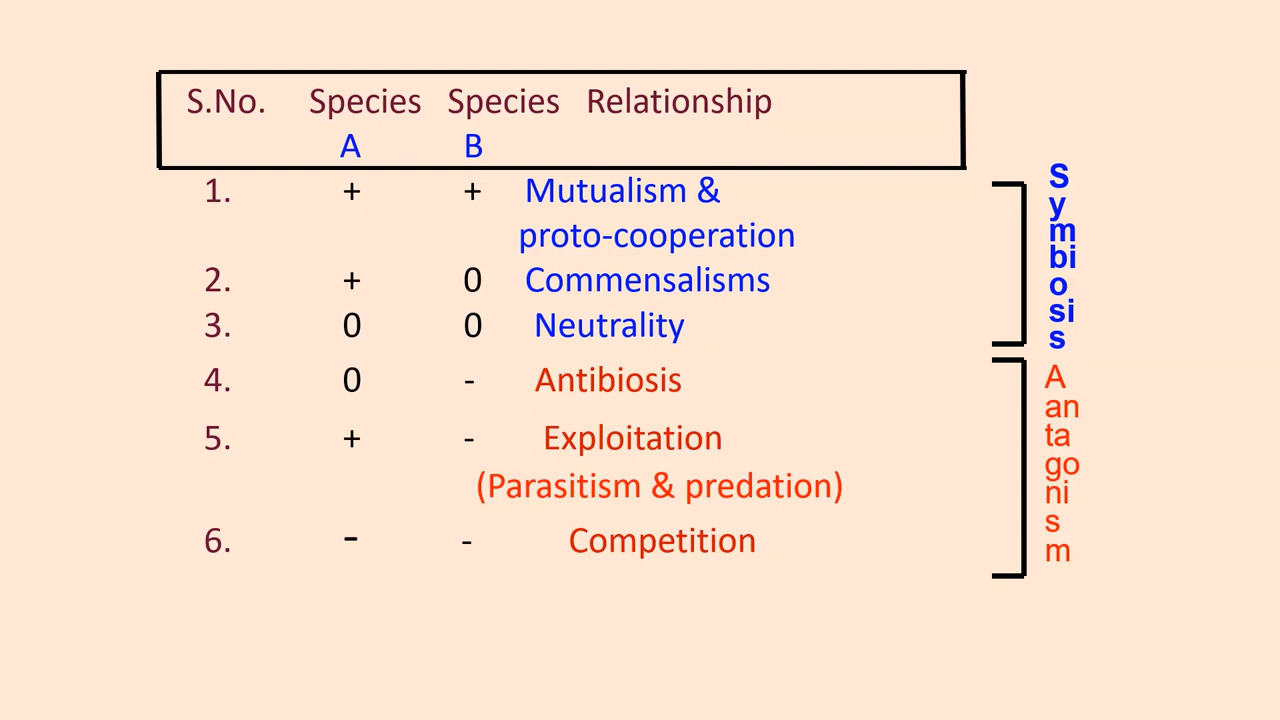 S.No. Species Species Relationship
A B
1. + + Mutualism &
proto-cooperation
2. + 0 Commensalisms
3. 0 0 Neutrality
4. 0 - Antibiosis
5. + - Exploitation
(Parasitism & predation)
6. - - Competition
S
y
m
bi
o
si
s
A
an
ta
go
ni
s
m